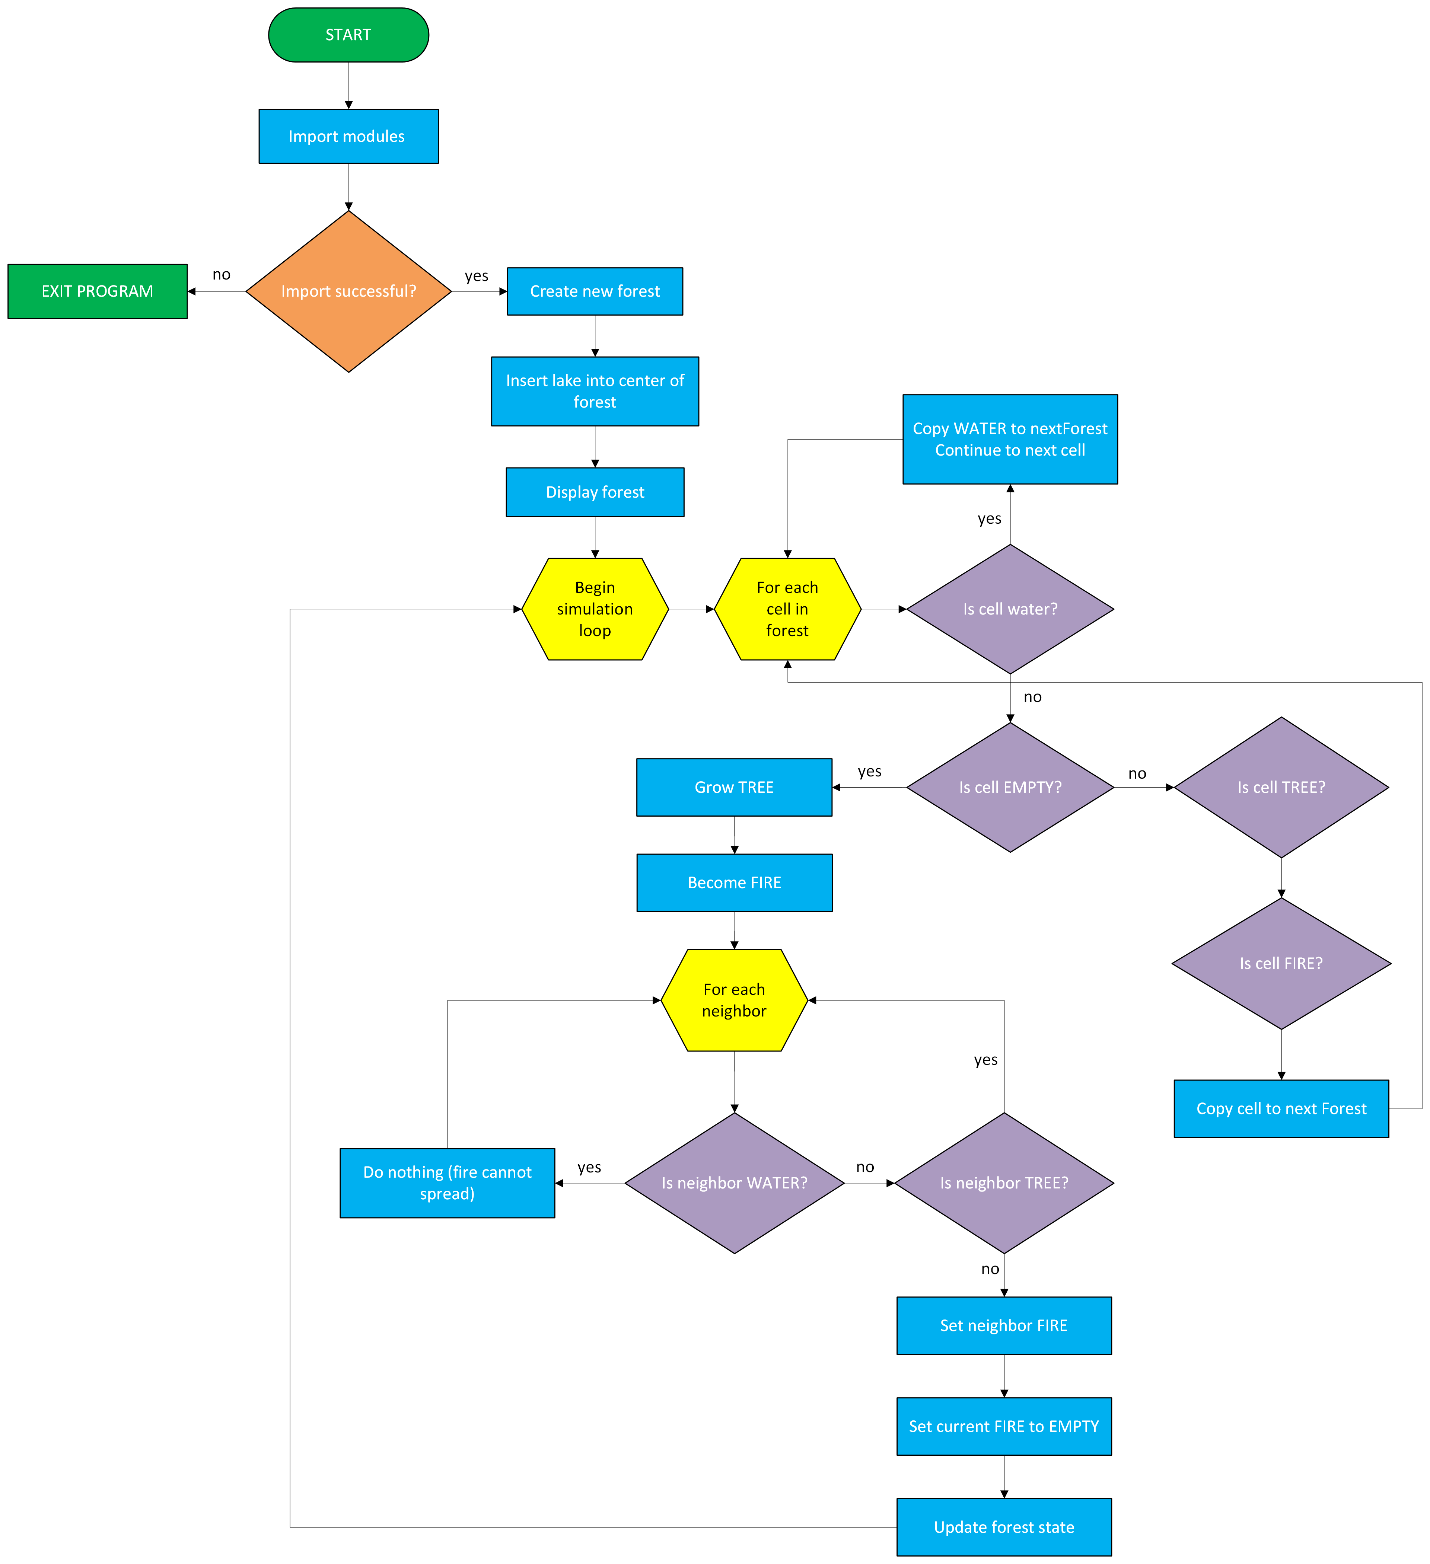 START
Import modules
Import successful?
no
EXIT PROGRAM
yes
Create new forest
Insert lake into center of
forest
Display forest
Begin
simulation
loop
For each
cell in
forest
Is cell water?
yes
Copy WATER to nextForest
Continue to next cell
no
Is cell EMPTY?
yes
Grow TREE
no
Is cell TREE?
Become FIRE
Is cell FIRE?
For each
neighbor
Copy cell to next Forest
Is neighbor WATER?
yes
Do nothing (fire cannot
spread)
no
Is neighbor TREE?
yes
no
Set neighbor FIRE
Set current FIRE to EMPTY
Update forest state